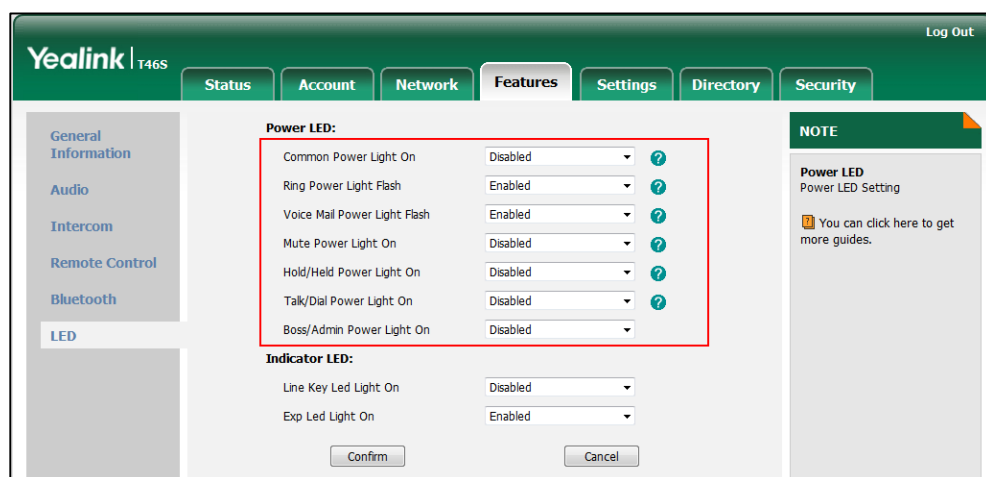 Log Out
Yealink | T46S
Status Account Network Features Settings Directory Security
General
Information
Audio
Intercom
Remote Control
Bluetooth
LED
Power LED:
Common Power Light On Disabled ?
Ring Power Light Flash Enabled ?
Voice Mail Power Light Flash Enabled ?
Mute Power Light On Disabled ?
Hold/Held Power Light On Disabled ?
Talk/Dial Power Light On Disabled ?
Boss/Admin Power Light On Disabled
Indicator LED:
Line Key Led Light On Disabled
Exp Led Light On Enabled
Confirm Cancel
NOTE
Power LED
Power LED Setting
? You can click here to get
more guides.